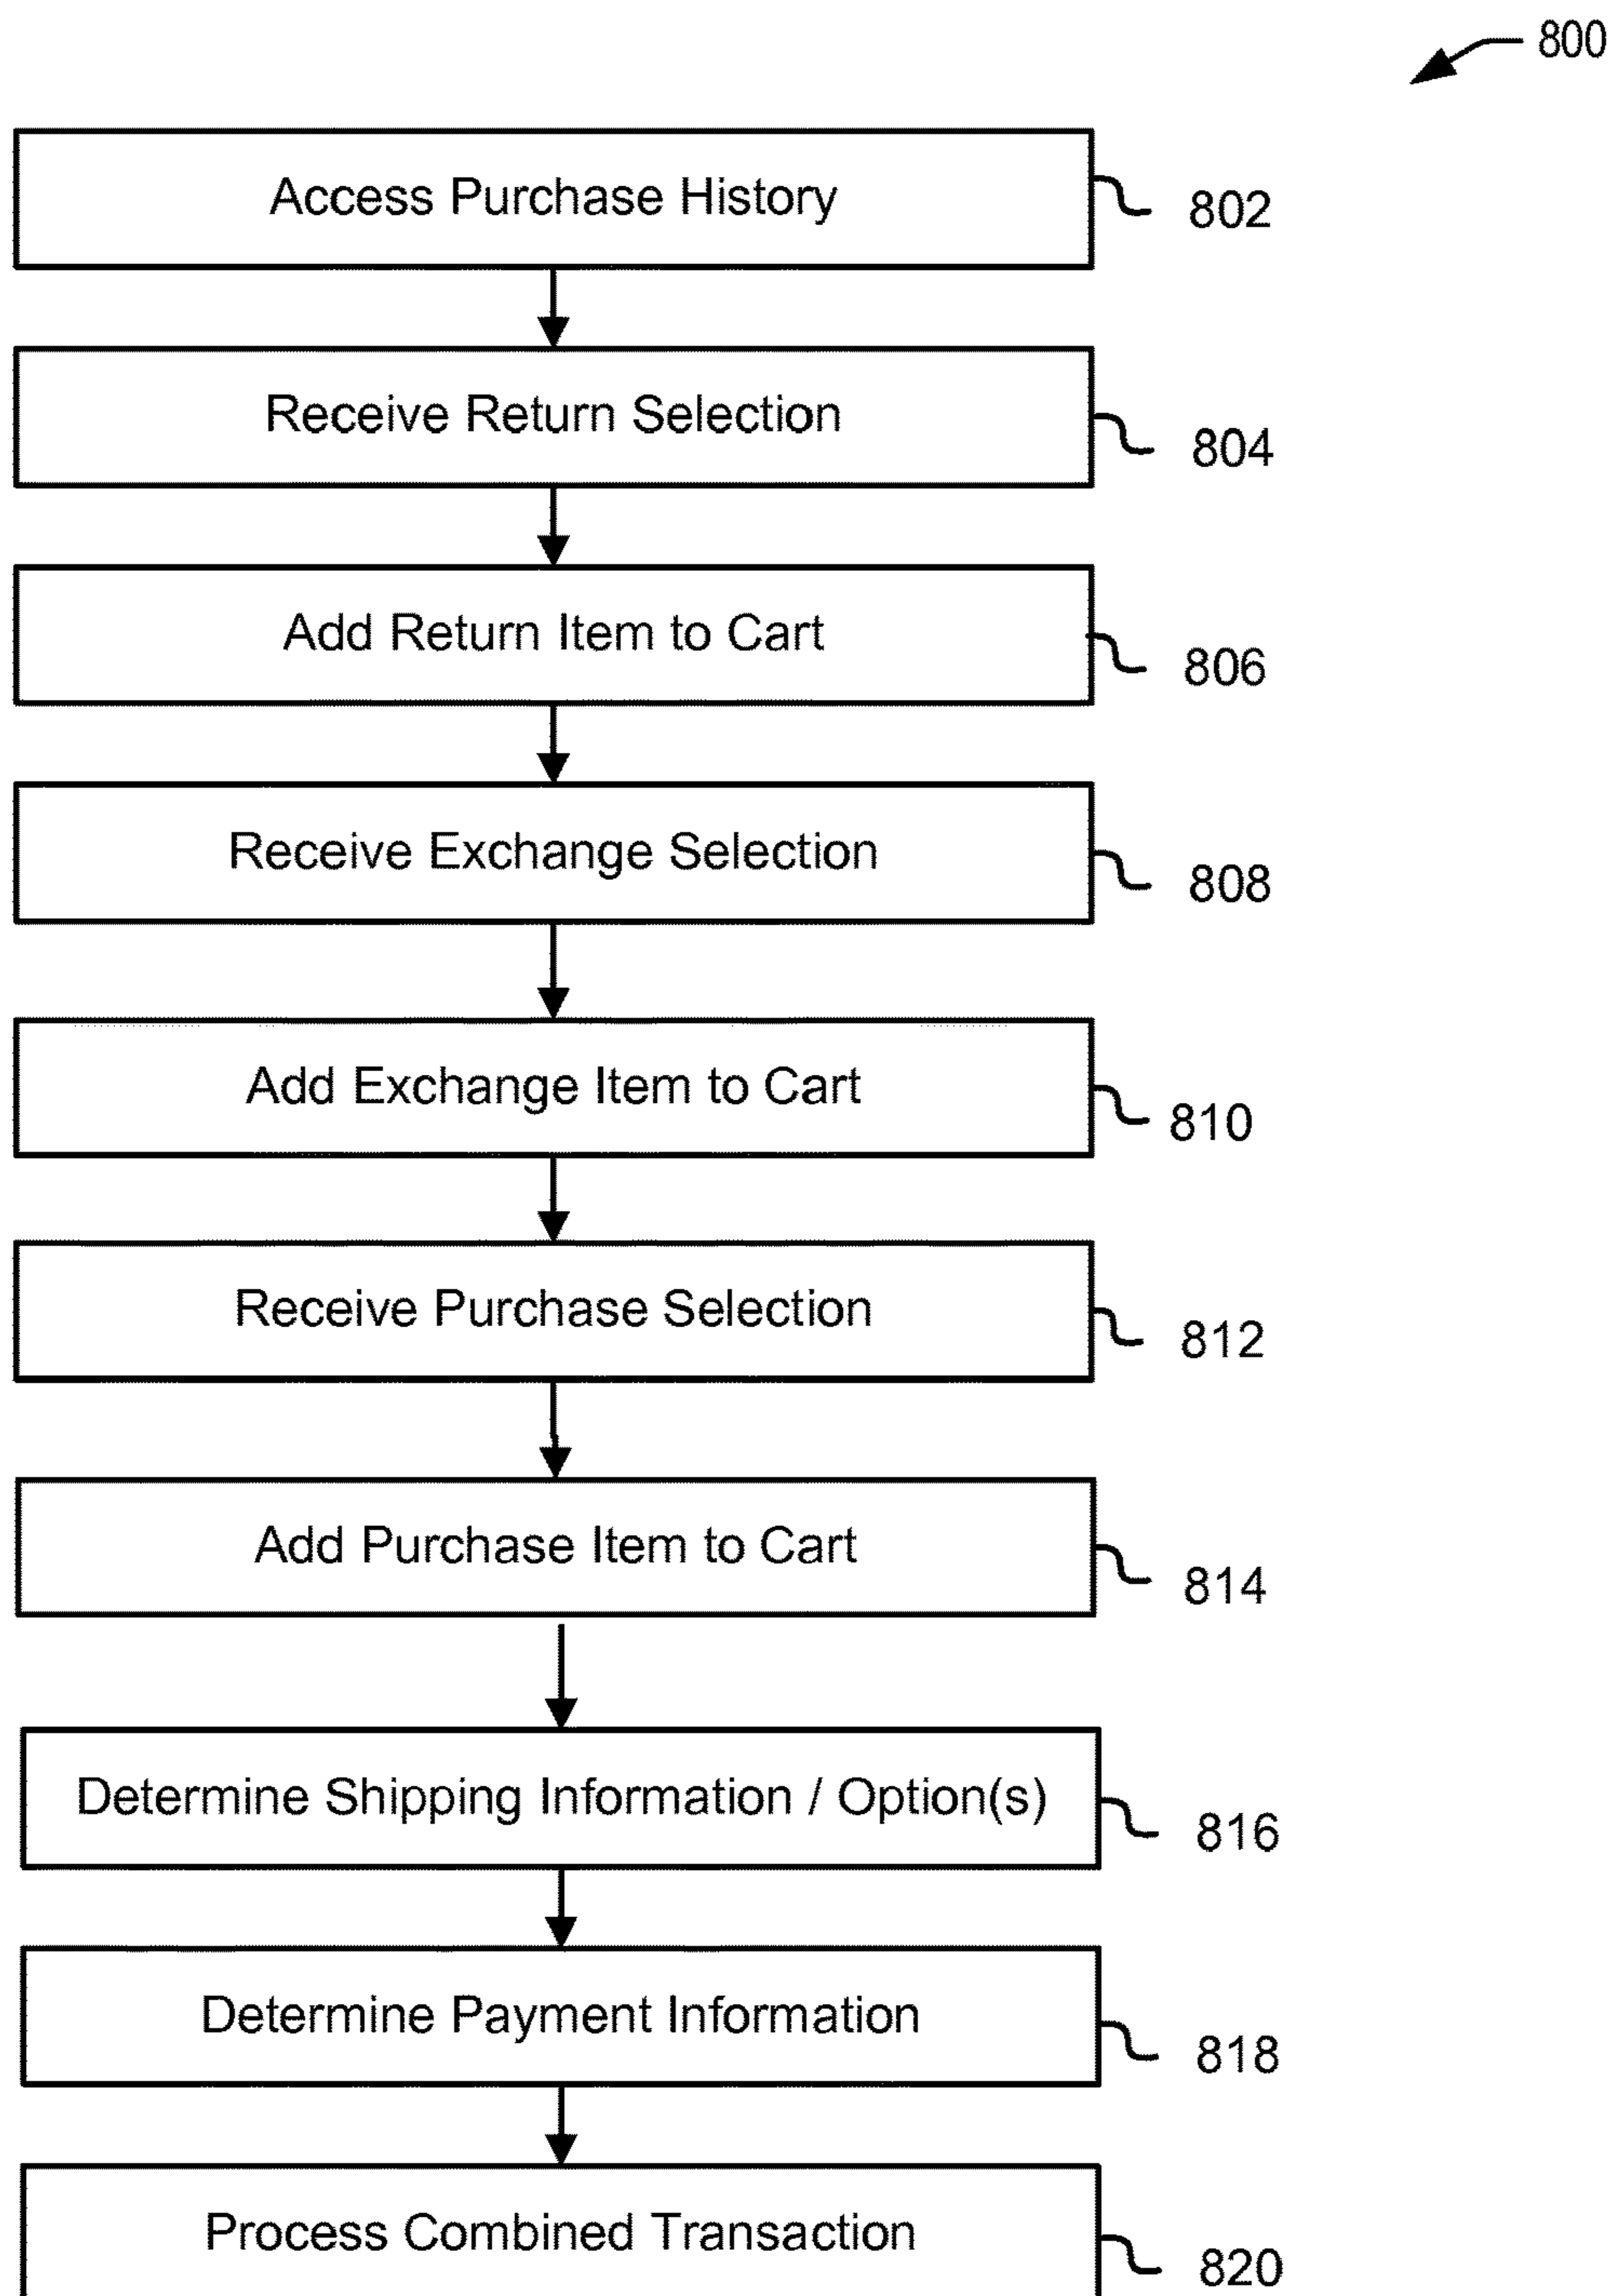 800
Access Purchase History
802
Receive Return Selection
804
Add Return Item to Cart
806
Receive Exchange Selection
808
Add Exchange Item to Cart
810
Receive Purchase Selection
812
Add Purchase Item to Cart
814
Determine Shipping Information / Option(s)
816
Determine Payment Information
818
Process Combined Transaction
820